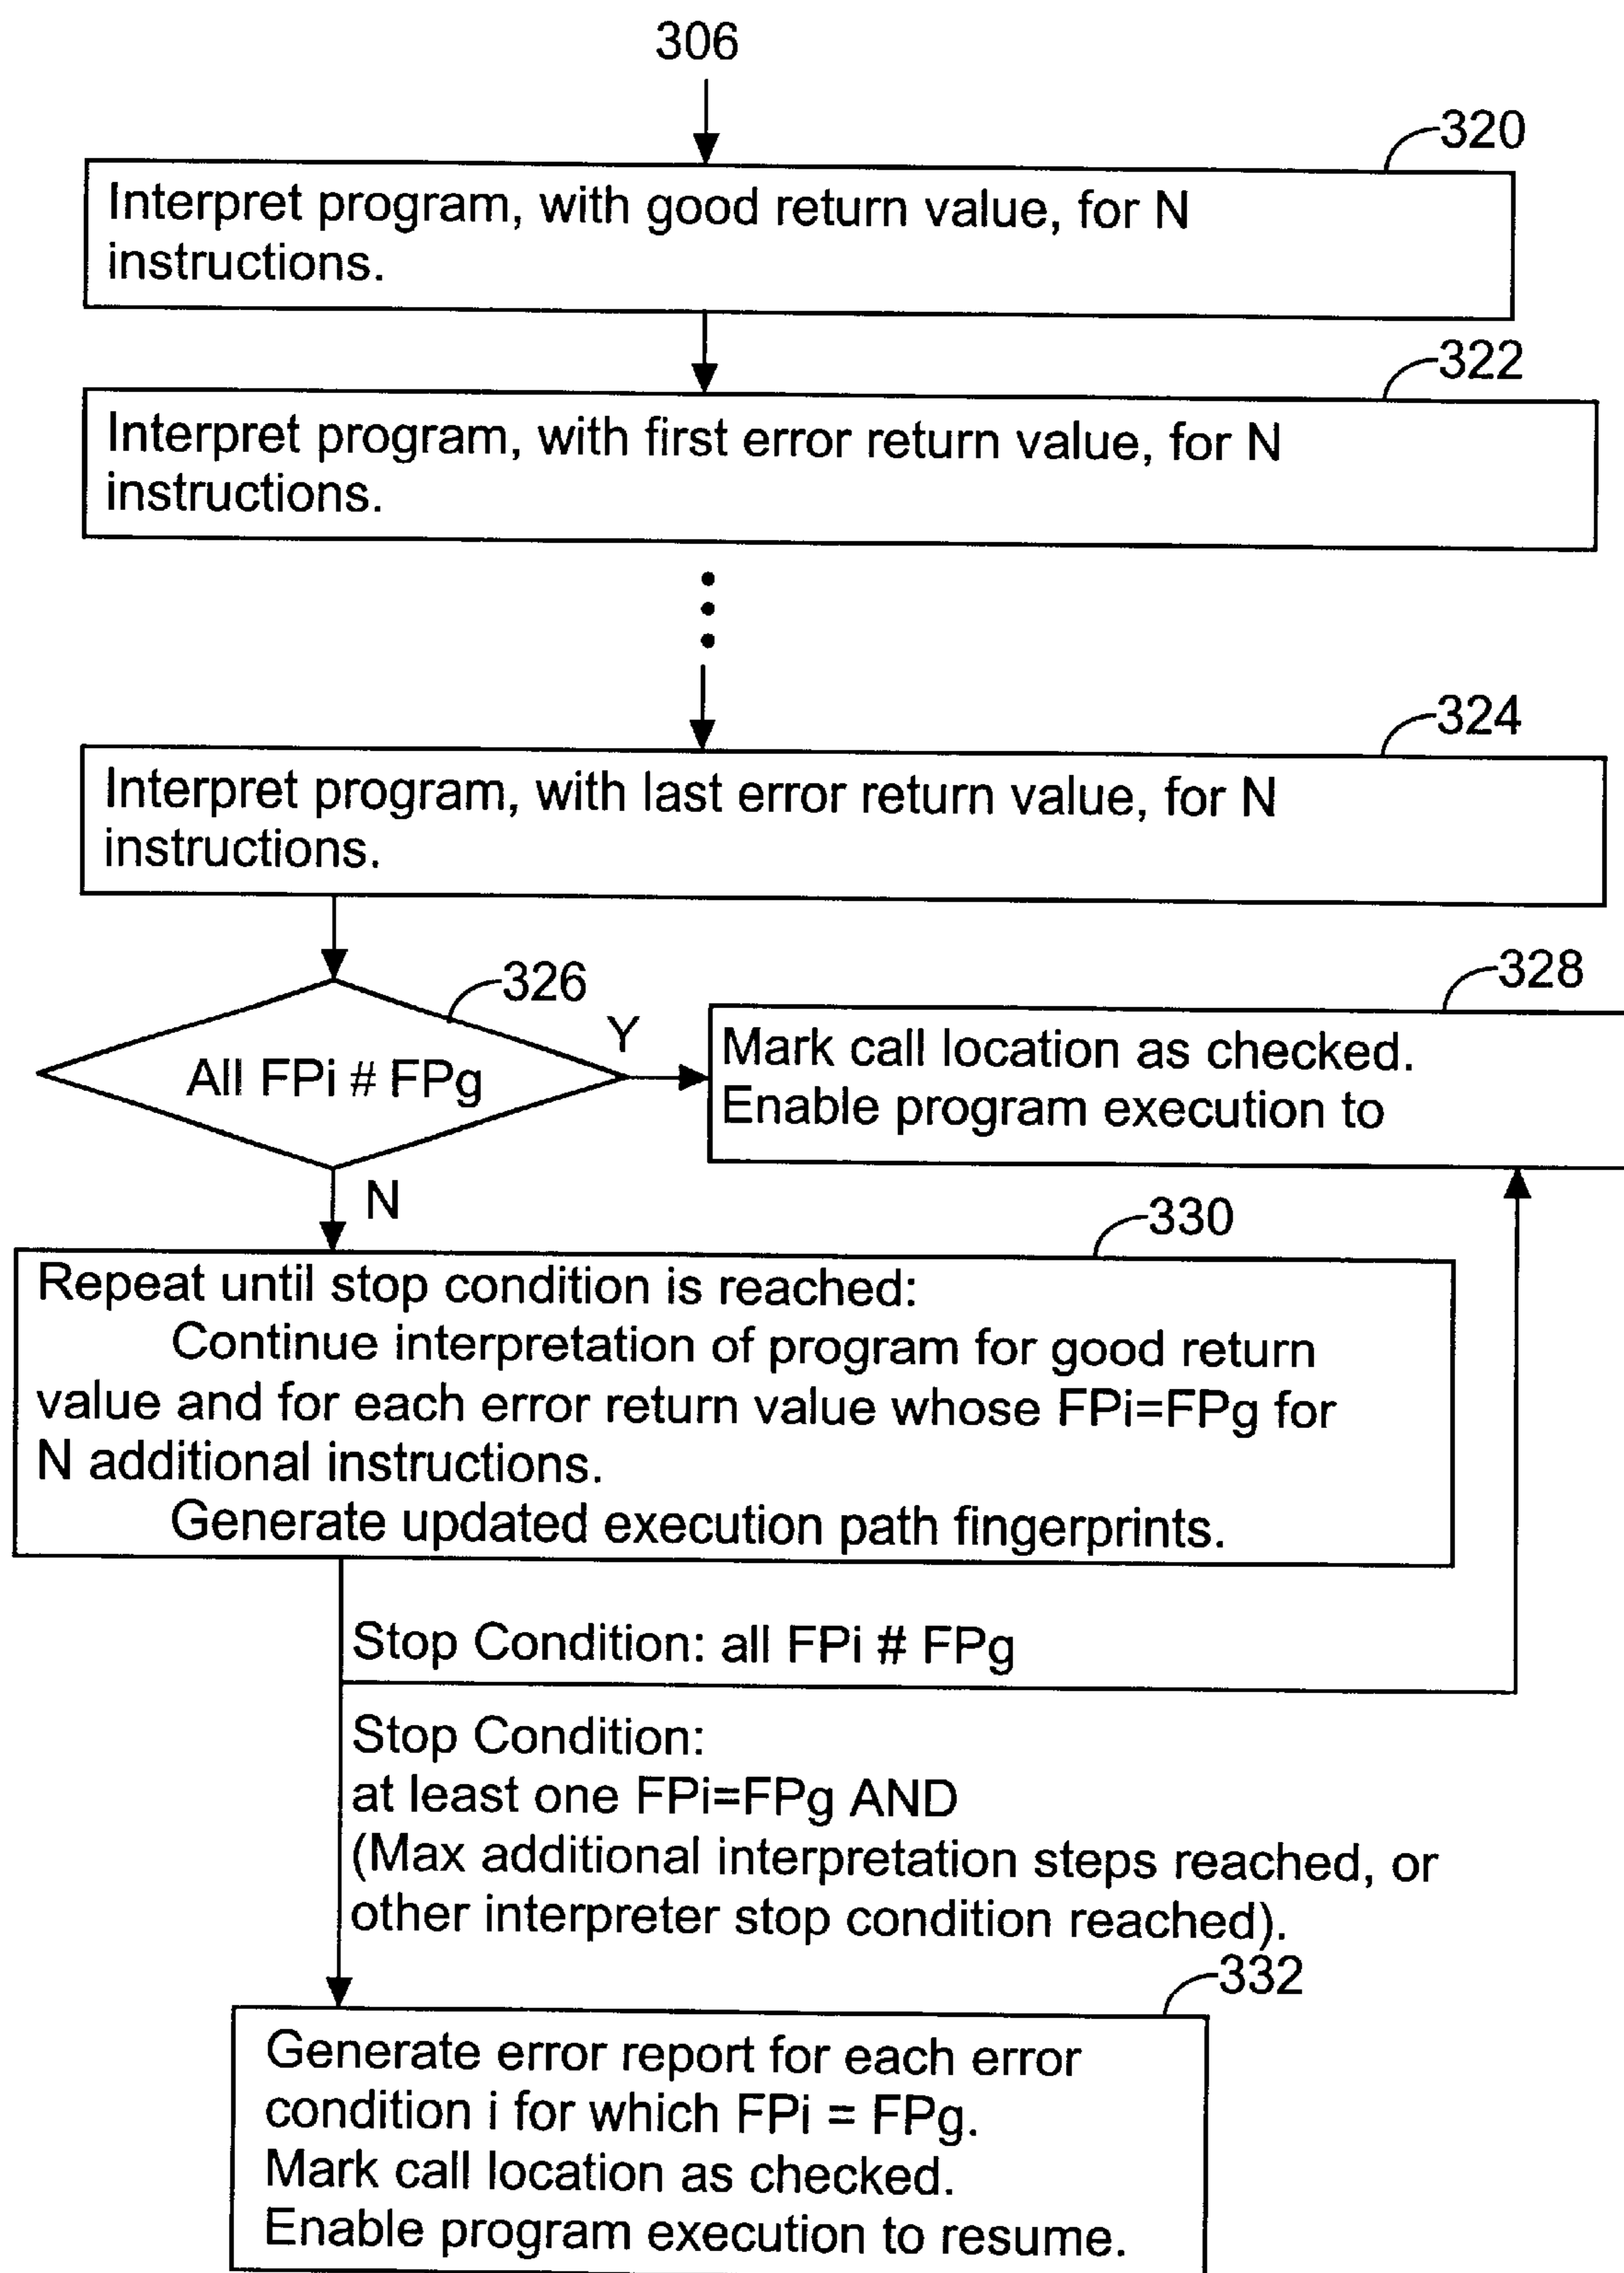 306
320
Interpret program, with good return value, for N
instructions.
322
Interpret program, with first error return value, for N
instructions.
324
Interpret program, with last error return value, for N
instructions.
326
All FPi # FPg
Y
328
Mark call location as checked.
Enable program execution to
N
330
Repeat until stop condition is reached:
Continue interpretation of program for good return
value and for each error return value whose FPi=FPg for
N additional instructions.
Generate updated execution path fingerprints.
Stop Condition: all FPi # FPg
Stop Condition:
at least one FPi=FPg AND
(Max additional interpretation steps reached, or
other interpreter stop condition reached).
332
Generate error report for each error
condition i for which FPi = FPg.
Mark call location as checked.
Enable program execution to resume.